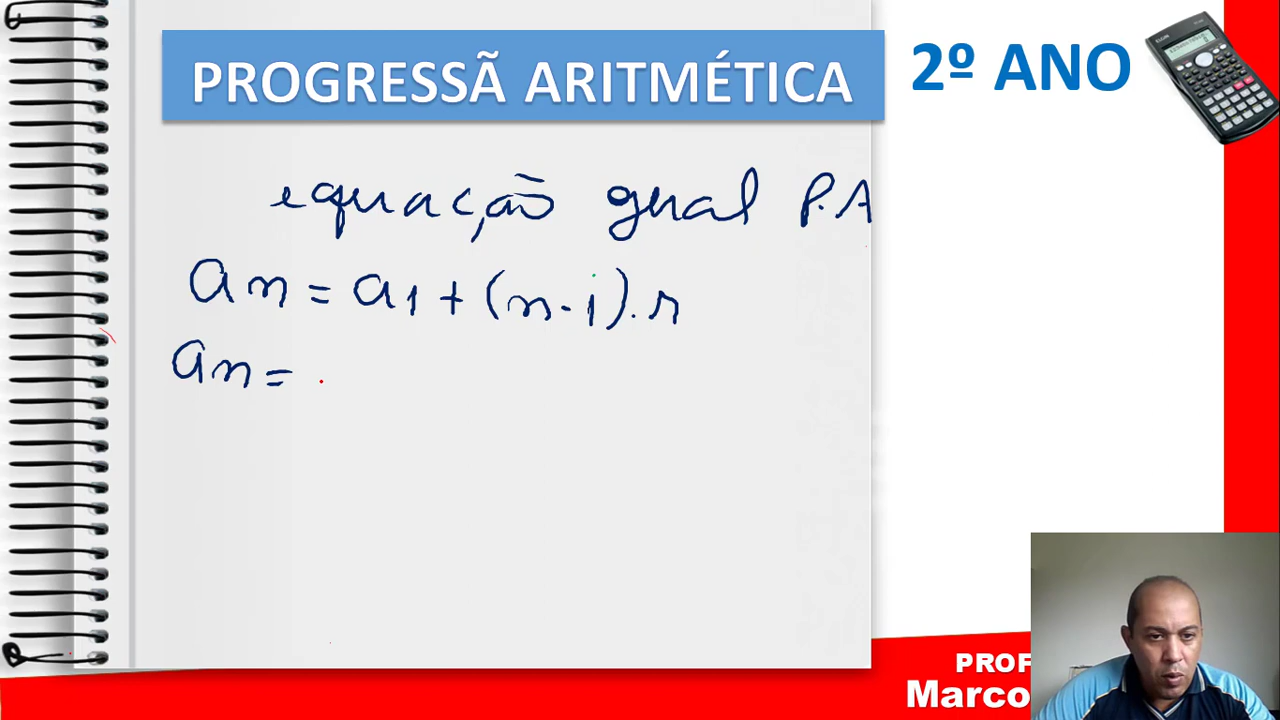 PROGRESSÃ ARITMÉTICA
2º ANO
equação geral P.A
an = a1 + (n - 1) . r
an =
PROF
Marco